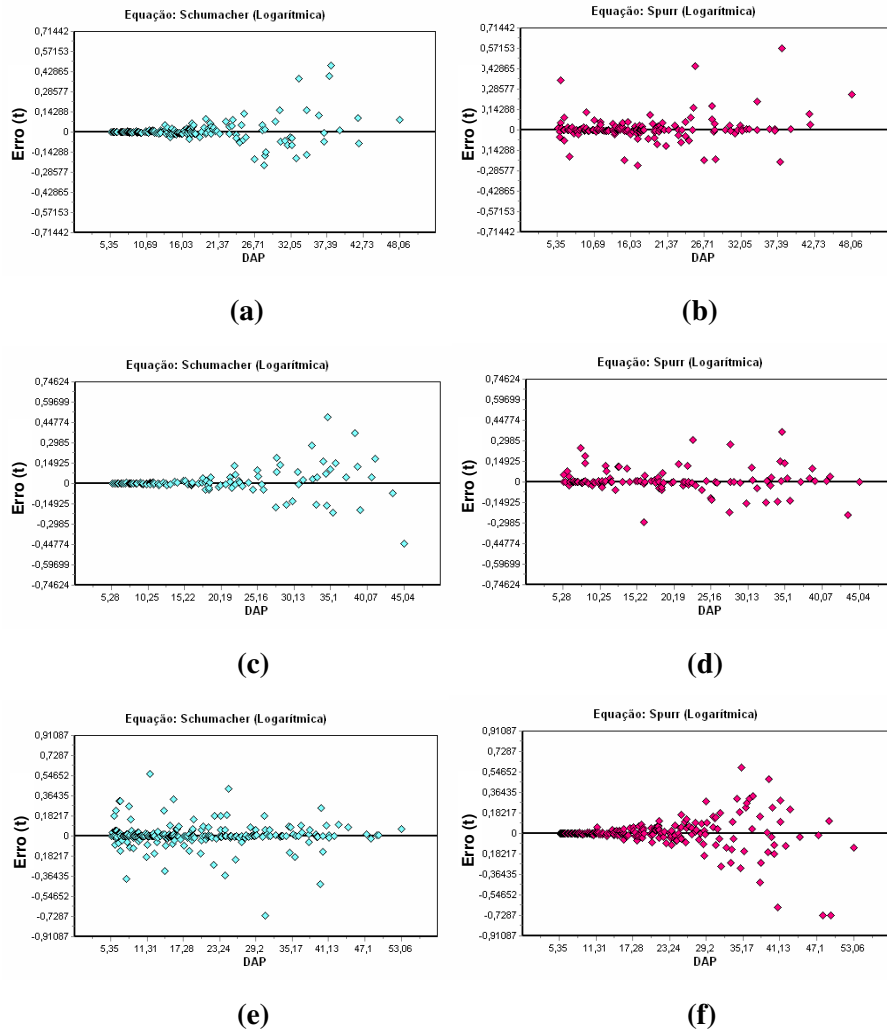 Equação: Schumacher (Logarítmica)
0,71442
0,57153
0,42865
0,28577
0,14288
0
-0,14288
-0,28577
-0,42865
-0,57153
-0,71442
Erro (t)
5,35 10,69 16,03 21,37 26,71 32,05 37,39 42,73 48,06
DAP
(a)
Equação: Spurr (Logarítmica)
0,71442
0,57153
0,42865
0,28577
0,14288
0
-0,14288
-0,28577
-0,42865
-0,57153
-0,71442
Erro (t)
5,35 10,69 16,03 21,37 26,71 32,05 37,39 42,73 48,06
DAP
(b)
Equação: Schumacher (Logarítmica)
0,74624
0,59699
0,44774
0,2985
0,14925
0
-0,14925
-0,2985
-0,44774
-0,59699
-0,74624
Erro (t)
5,28 10,25 15,22 20,19 25,16 30,13 35,1 40,07 45,04
DAP
(c)
Equação: Spurr (Logarítmica)
0,74624
0,59699
0,44774
0,2985
0,14925
0
-0,14925
-0,2985
-0,44774
-0,59699
-0,74624
Erro (t)
5,28 10,25 15,22 20,19 25,16 30,13 35,1 40,07 45,04
DAP
(d)
Equação: Schumacher (Logarítmica)
0,91087
0,7287
0,54652
0,36435
0,18217
0
0,18217
-0,36435
0,54652
-0,7287
-0,91087
Erro (t)
5,35 11,31 17,28 23,24 29,2 35,17 41,13 47,1 53,06
DAP
(e)
Equação: Spurr (Logarítmica)
0,91087
0,7287
0,54652
0,36435
0,18217
0
0,18217
-0,36435
0,54652
-0,7287
-0,91087
Erro (t)
5,35 11,31 17,28 23,24 29,2 35,17 41,13 47,1 53,06
DAP
(f)